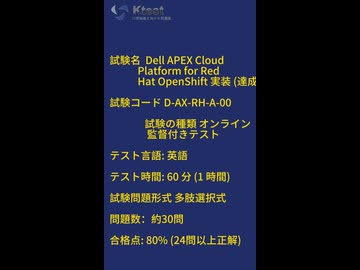 Ktest
試験名 Dell APEX Cloud
Platform for Red
Hat OpenShift 実装 (達成
試験コード D-AX-RH-A-00
試験の種類 オンライン
監督付きテスト
テスト言語: 英語
テスト時間: 60 分 (1 時間)
試験問題形式 多肢選択式
問題数: 約30問
合格点: 80% (24問以上正解)